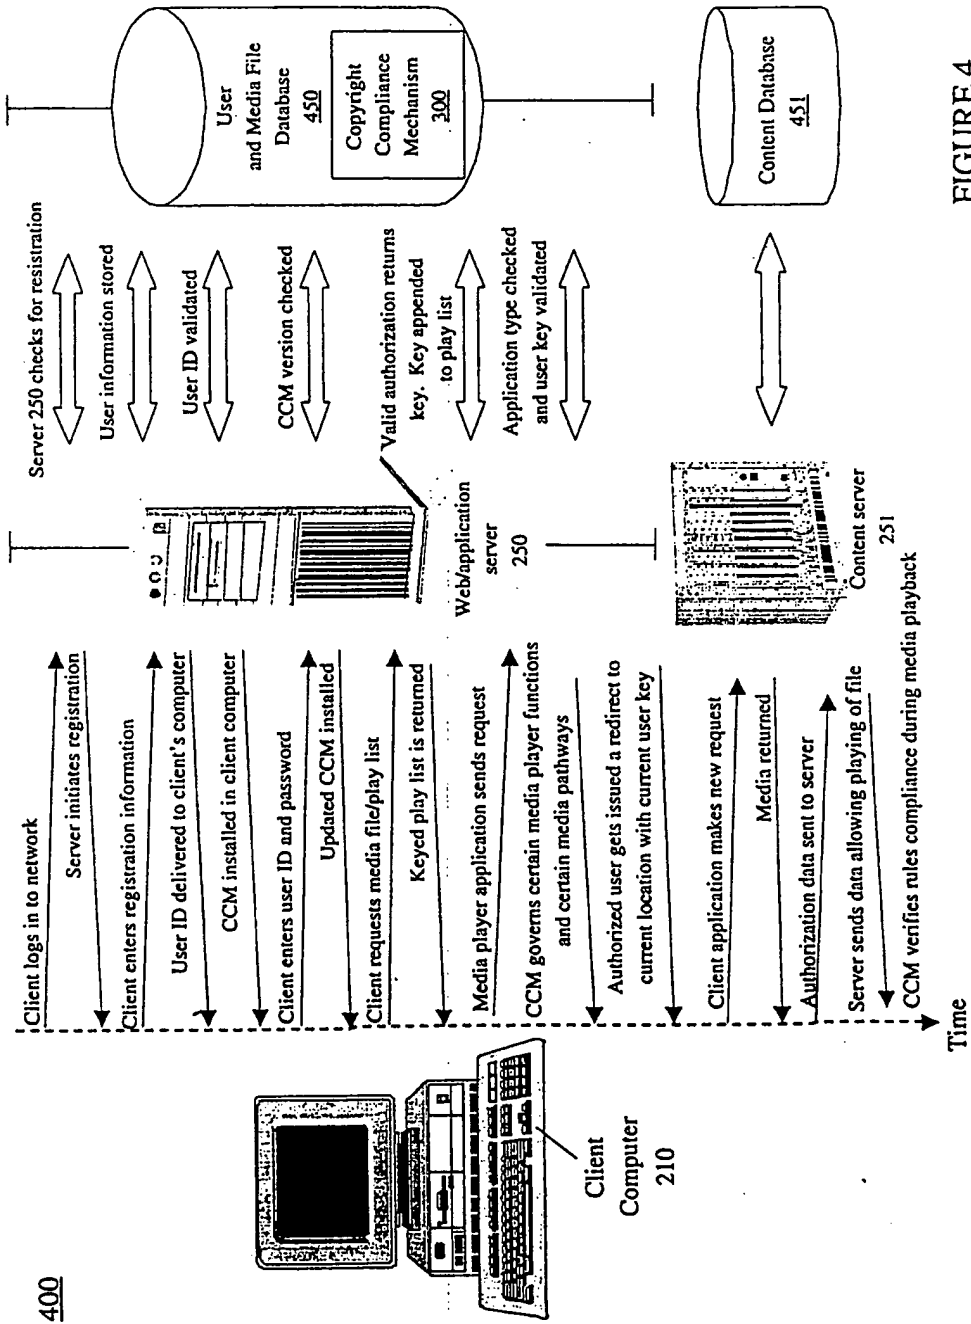 400
Client
Computer
210
Time
Client logs in to network
Server initiates registration
Client enters registration information
User ID delivered to client's computer
CCM installed in client computer
Client enters user ID and password
Updated CCM installed
Client requests media file/play list
Keyed play list is returned
Media player application sends request
CCM governs certain media player functions
and certain media pathways
Authorized user gets issued a redirect to
current location with current user key
Client application makes new request
Media returned
Authorization data sent to server
Server sends data allowing playing of file
CCM verifies rules compliance during media playback
Web/application
server
250
Content server
251
Server 250 checks for resistration
User information stored
User ID validated
CCM version checked
Valid authorization returns
key. Key appended
to play list
Application type checked
and user key validated
User
and Media File
Database
450
Copyright
Compliance
Mechanism
300
Content Database
451
FIGURE 4